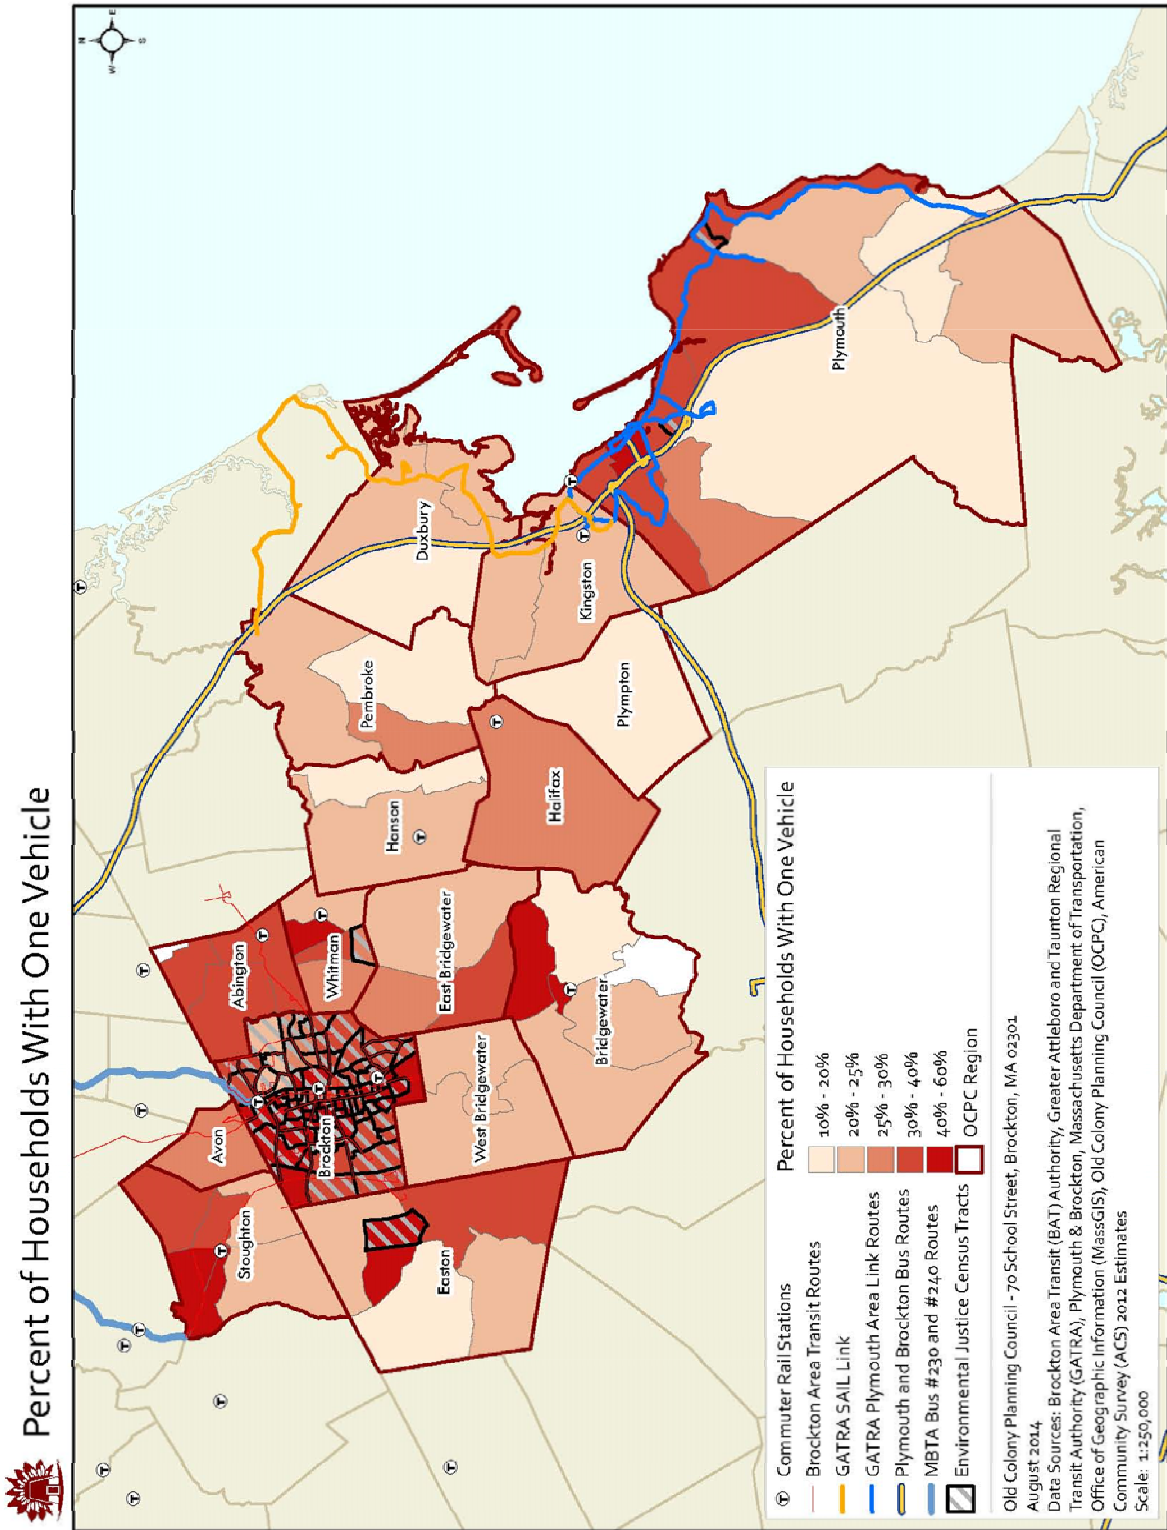 Percent of Households With One Vehicle
N
W
E
S
Stoughton
Avon
Abington
Easton
Brockton
Whitman
West Bridgewater
East Bridgewater
Bridgewater
Hanson
Pembroke
Halifax
Duxbury
Kingston
Plympton
Plymouth
T Commuter Rail Stations
Brockton Area Transit Routes
GATRA SAIL Link
GATRA Plymouth Area Link Routes
Plymouth and Brockton Bus Routes
MBTA Bus #230 and #240 Routes
Environmental Justice Census Tracts
Percent of Households With One Vehicle
10% - 20%
20% - 25%
25% - 30%
30% - 40%
40% - 60%
OCPC Region
Old Colony Planning Council - 70 School Street, Brockton, MA 02301
August 2014
Data Sources: Brockton Area Transit (BAT) Authority, Greater Attleboro and Taunton Regional
Transit Authority (GATRA), Plymouth & Brockton, Massachusetts Department of Transportation,
Office of Geographic Information (MassGIS), Old Colony Planning Council (OCPC), American
Community Survey (ACS) 2012 Estimates
Scale: 1:250,000